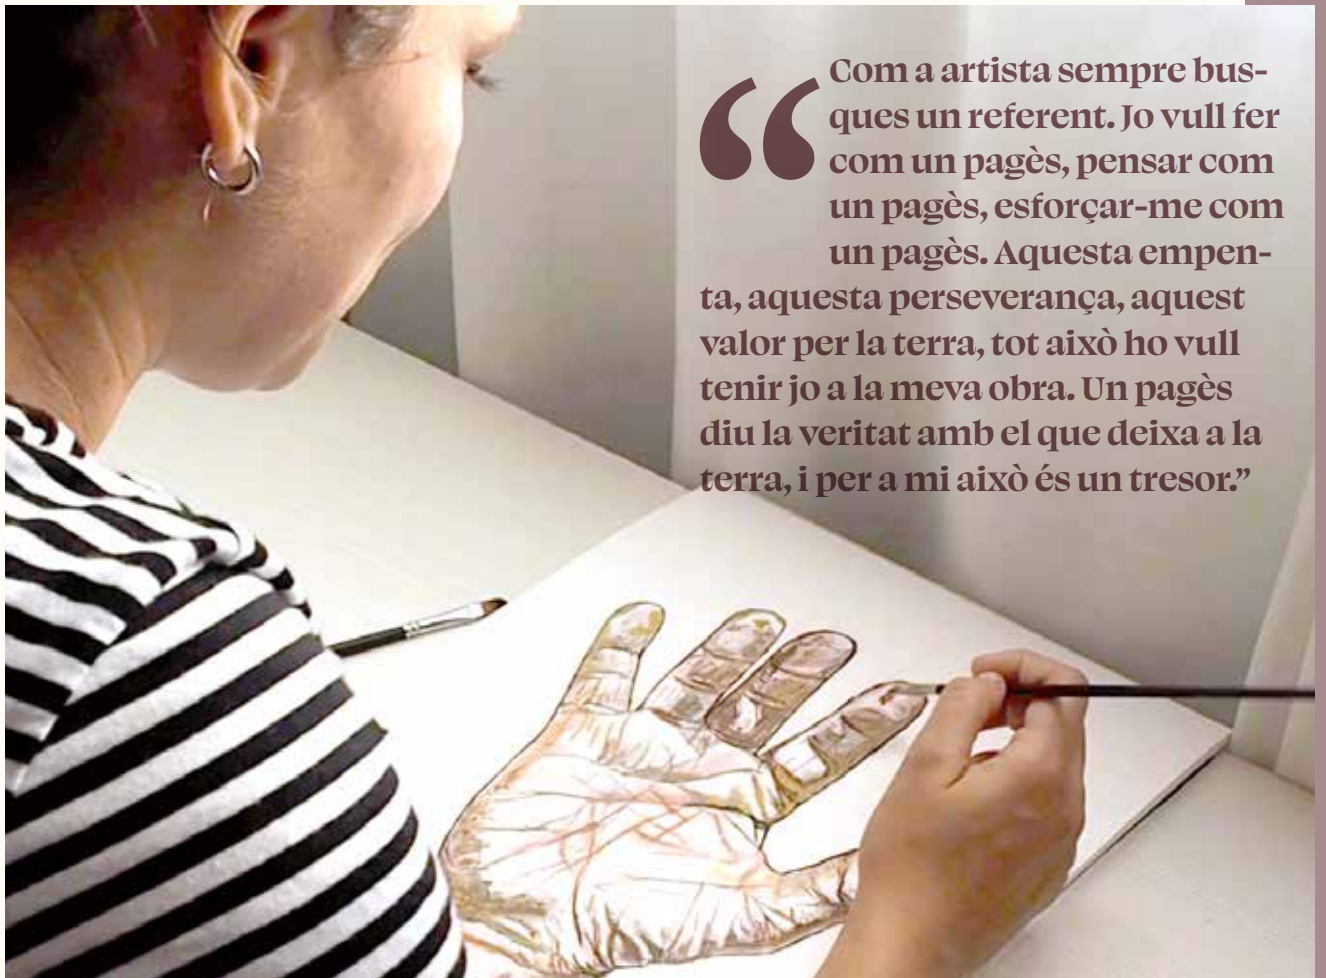 “Com a artista sempre bus-
ques un referent. Jo vull fer
com un pagès, pensar com
un pagès, esforçar-me com
un pagès. Aquesta empen-
ta, aquesta perseverança, aquest
valor per la terra, tot això ho vull
tenir jo a la meva obra. Un pagès
diu la veritat amb el que deixa a la
terra, i per a mi això és un tresor.”